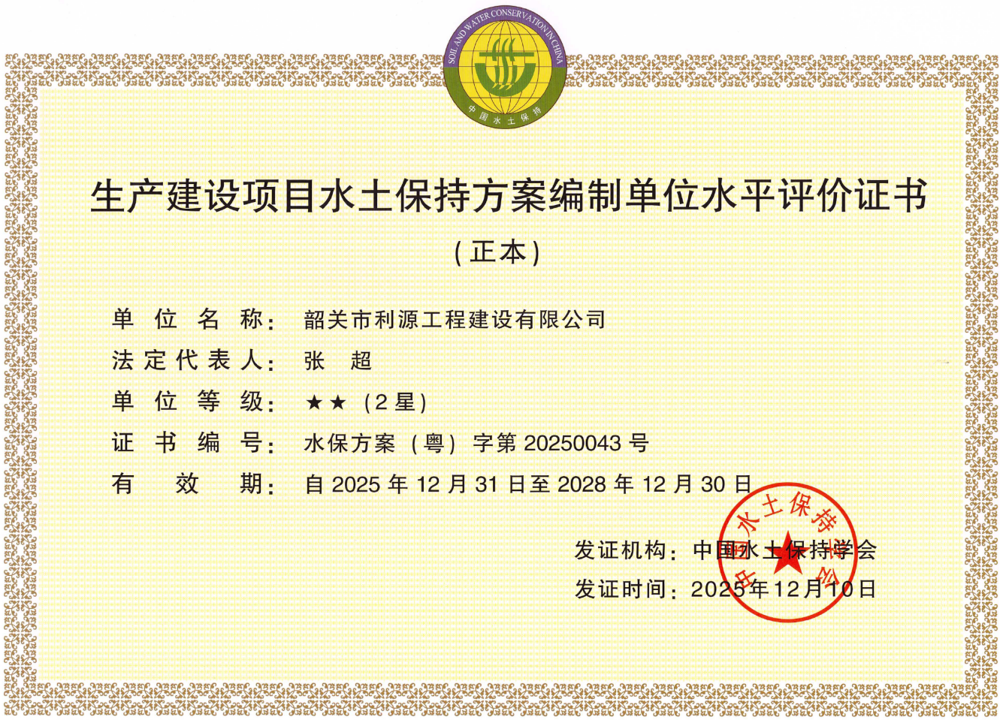 SOIL AND WATER CONSERVATION IN CHINA
中国水土保持
生产建设项目水土保持方案编制单位水平评价证书
(正本)
单位名称：韶关市利源工程建设有限公司
法定代表人：张 超
单位等级：★★（2星）
证书编号：水保方案（粤）字第20250043号
有效期：自2025年12月31日至2028年12月30日
发证机构：中国水土保持学会
发证时间：2025年12月10日
中国水土保持学会